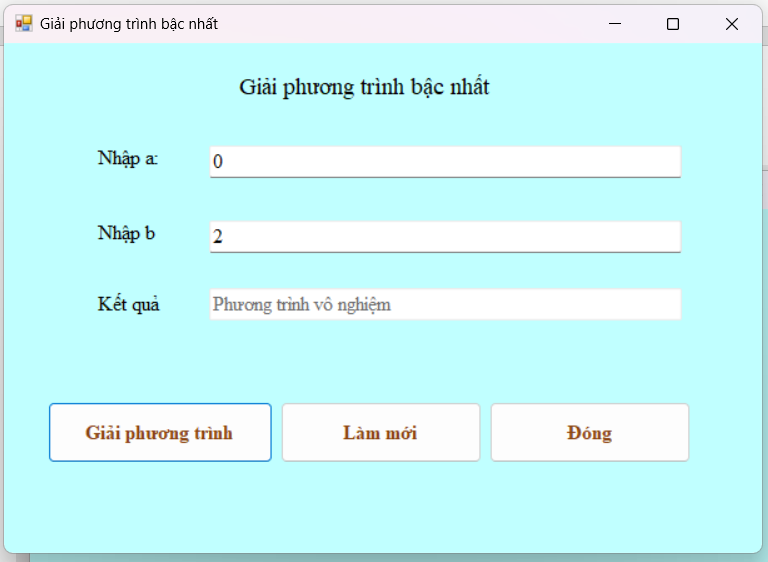 Giải phương trình bậc nhất
Giải phương trình bậc nhất
Nhập a: 0
Nhập b 2
Kết quả Phương trình vô nghiệm
Giải phương trình Làm mới Đóng